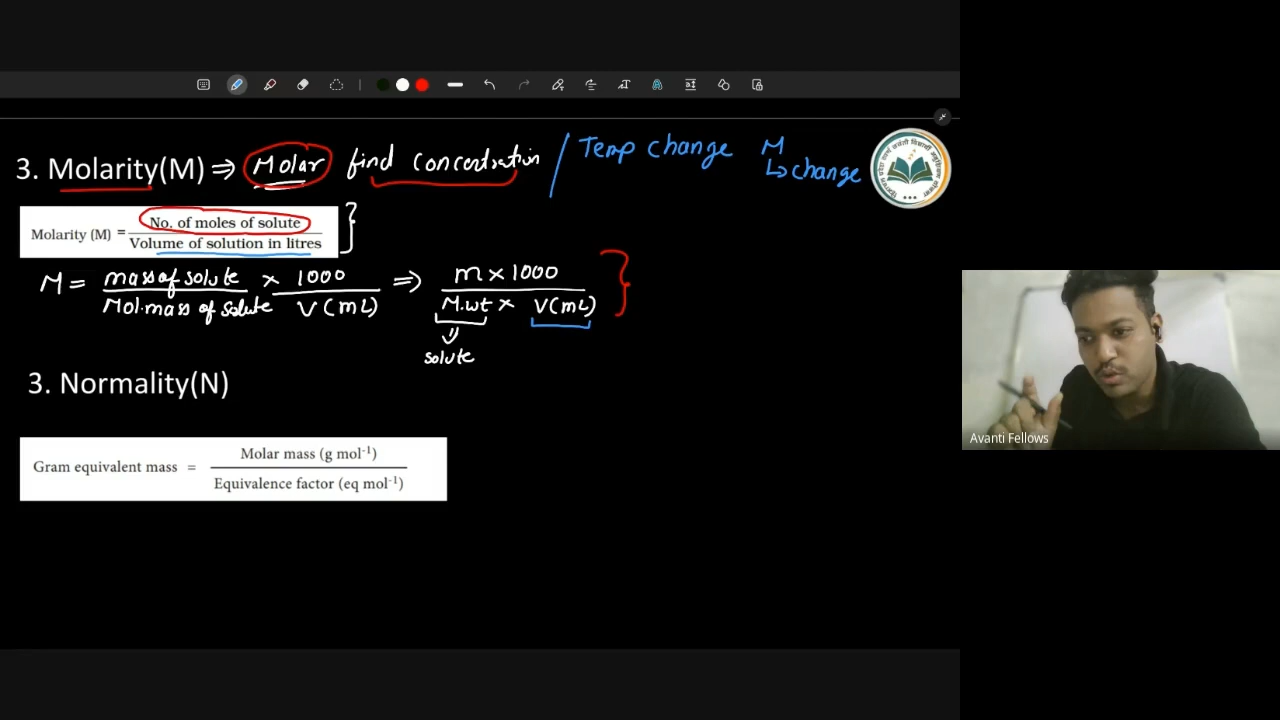 3. Molarity(M) ⇒ Molar find concentration / Temp change M
↳ change
Molarity (M) = No. of moles of solute
Volume of solution in litres
M = mass of solute × 1000 ⇒ m × 1000
Mol. mass of solute V (mL) M.wt × V(mL)
⇓
solute
3. Normality(N)
Gram equivalent mass = Molar mass (g mol⁻¹)
Equivalence factor (eq mol⁻¹)
Avanti Fellows